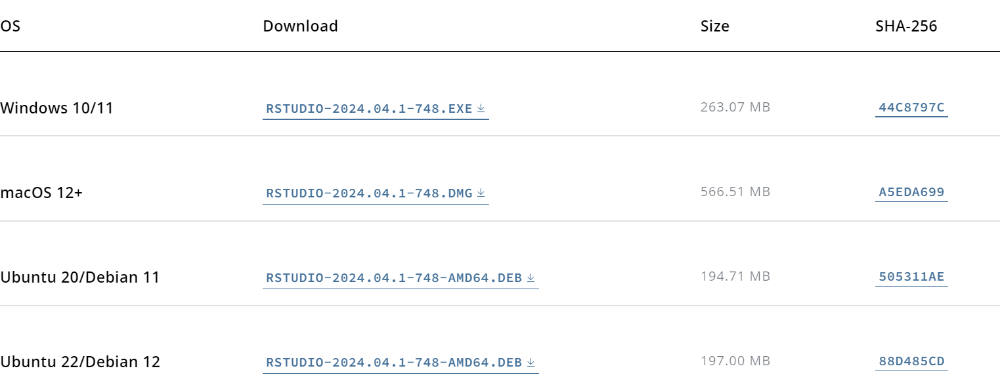 OS Download Size SHA-256
Windows 10/11 RSTUDIO-2024.04.1-748.EXE 263.07 MB 44C8797C
macOS 12+ RSTUDIO-2024.04.1-748.DMG 566.51 MB A5EDA699
Ubuntu 20/Debian 11 RSTUDIO-2024.04.1-748-AMD64.DEB 194.71 MB 505311AE
Ubuntu 22/Debian 12 RSTUDIO-2024.04.1-748-AMD64.DEB 197.00 MB 88D485CD